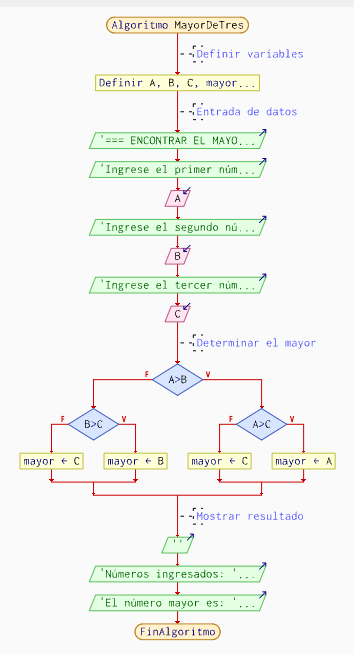 Algoritmo MayorDeTres
Definir variables
Definir A, B, C, mayor...
Entrada de datos
'=== ENCONTRAR EL MAYO...
'Ingrese el primer núm...
A
'Ingrese el segundo nú...
B
'Ingrese el tercer núm...
C
Determinar el mayor
F A>B V
F B>C V F A>C V
mayor ← C mayor ← B mayor ← C mayor ← A
Mostrar resultado
''
'Números ingresados: '...
'El número mayor es: '...
FinAlgoritmo